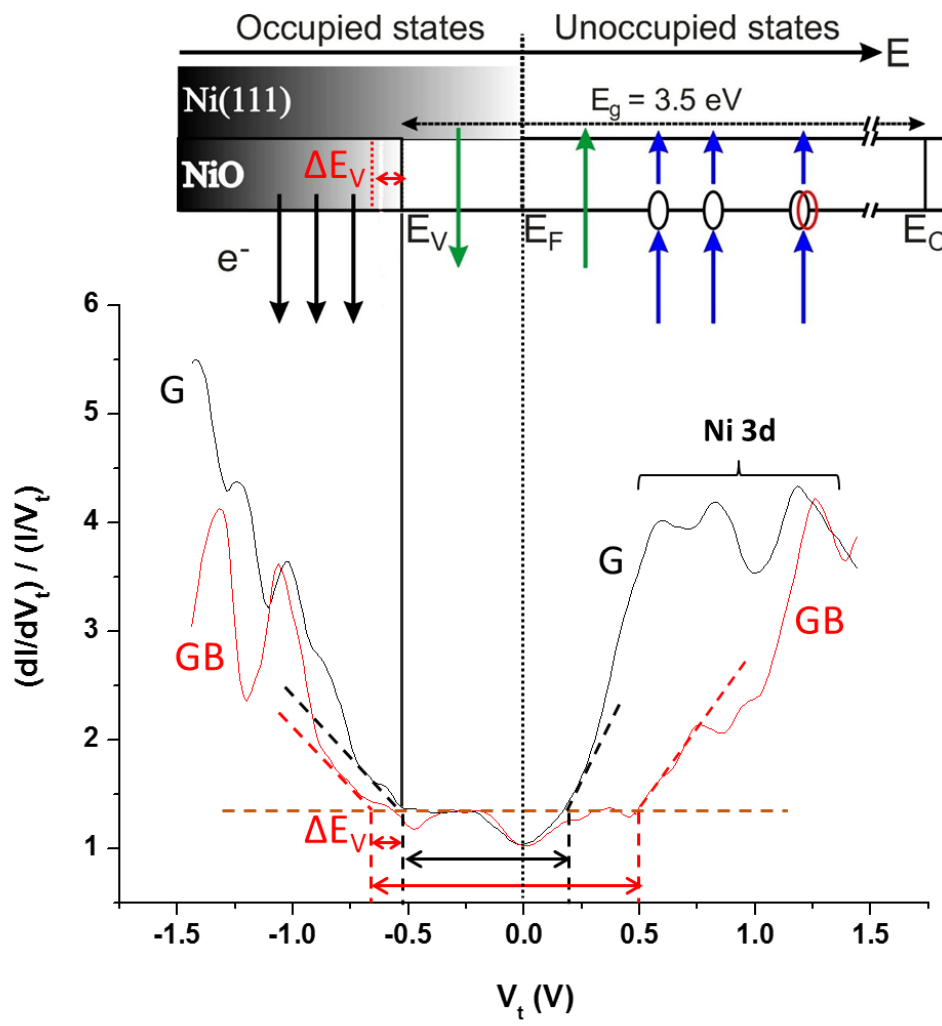 Occupied states
Unoccupied states
E
Ni(111)
E_g = 3.5 eV
NiO
ΔE_V
E_V
E_F
E_C
e⁻
6
5
4
3
2
1
(dI/dV_t) / (I/V_t)
G
GB
Ni 3d
G
GB
ΔE_V
-1.5
-1.0
-0.5
0.0
0.5
1.0
1.5
V_t (V)